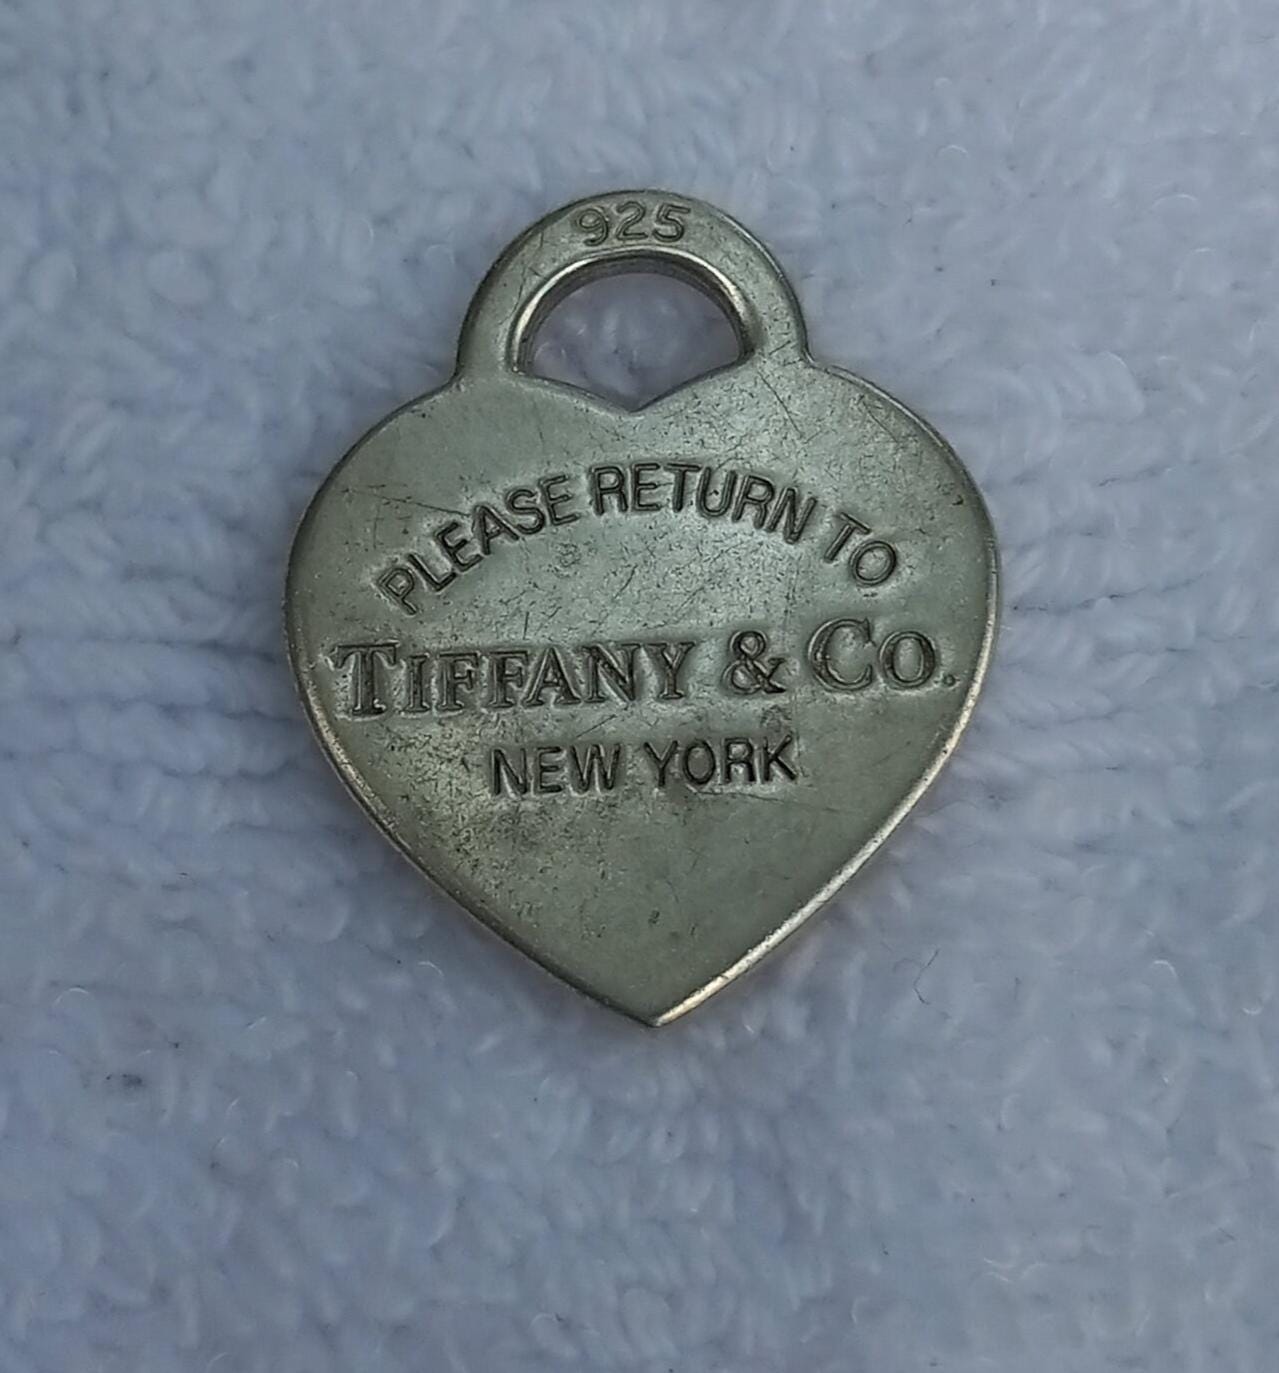 925
PLEASE RETURN TO
TIFFANY & CO.
NEW YORK